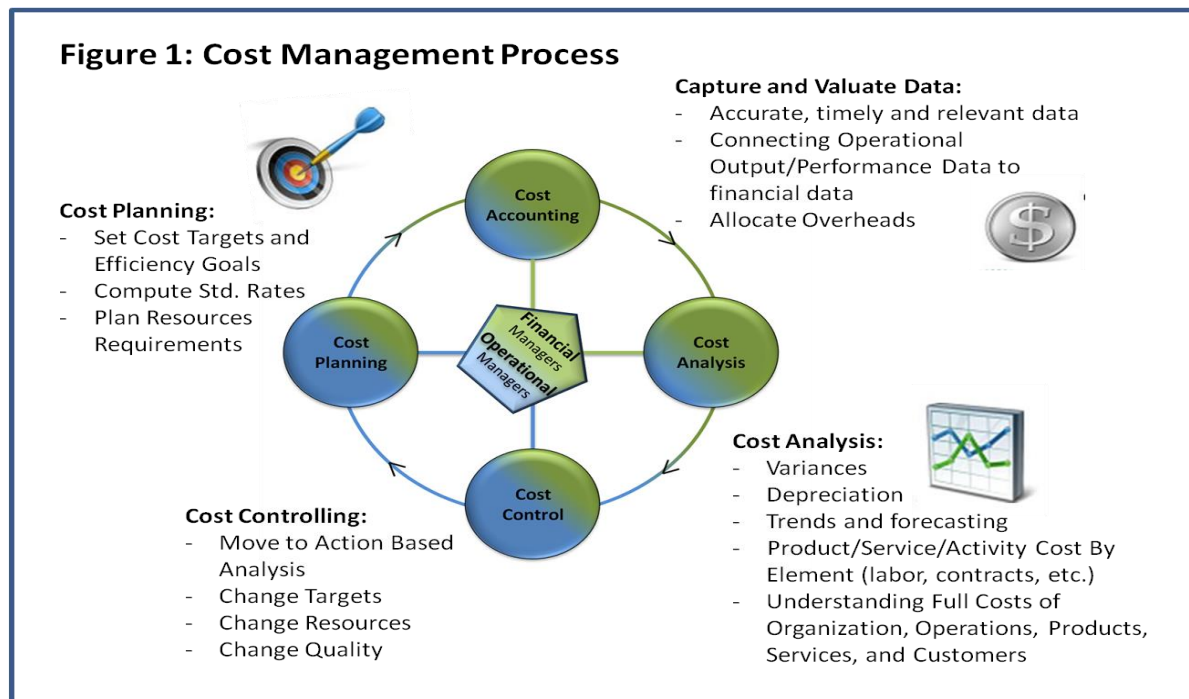 Figure 1: Cost Management Process
Capture and Valuate Data:
- Accurate, timely and relevant data
- Connecting Operational
Output/Performance Data to
financial data
- Allocate Overheads
$
Cost
Accounting
Cost Planning:
- Set Cost Targets and
Efficiency Goals
- Compute Std. Rates
- Plan Resources
Requirements
Cost
Planning
Financial
Managers
Operational
Managers
Cost
Analysis
Cost
Control
Cost Analysis:
- Variances
- Depreciation
- Trends and forecasting
- Product/Service/Activity Cost By
Element (labor, contracts, etc.)
- Understanding Full Costs of
Organization, Operations, Products,
Services, and Customers
Cost Controlling:
- Move to Action Based
Analysis
- Change Targets
- Change Resources
- Change Quality